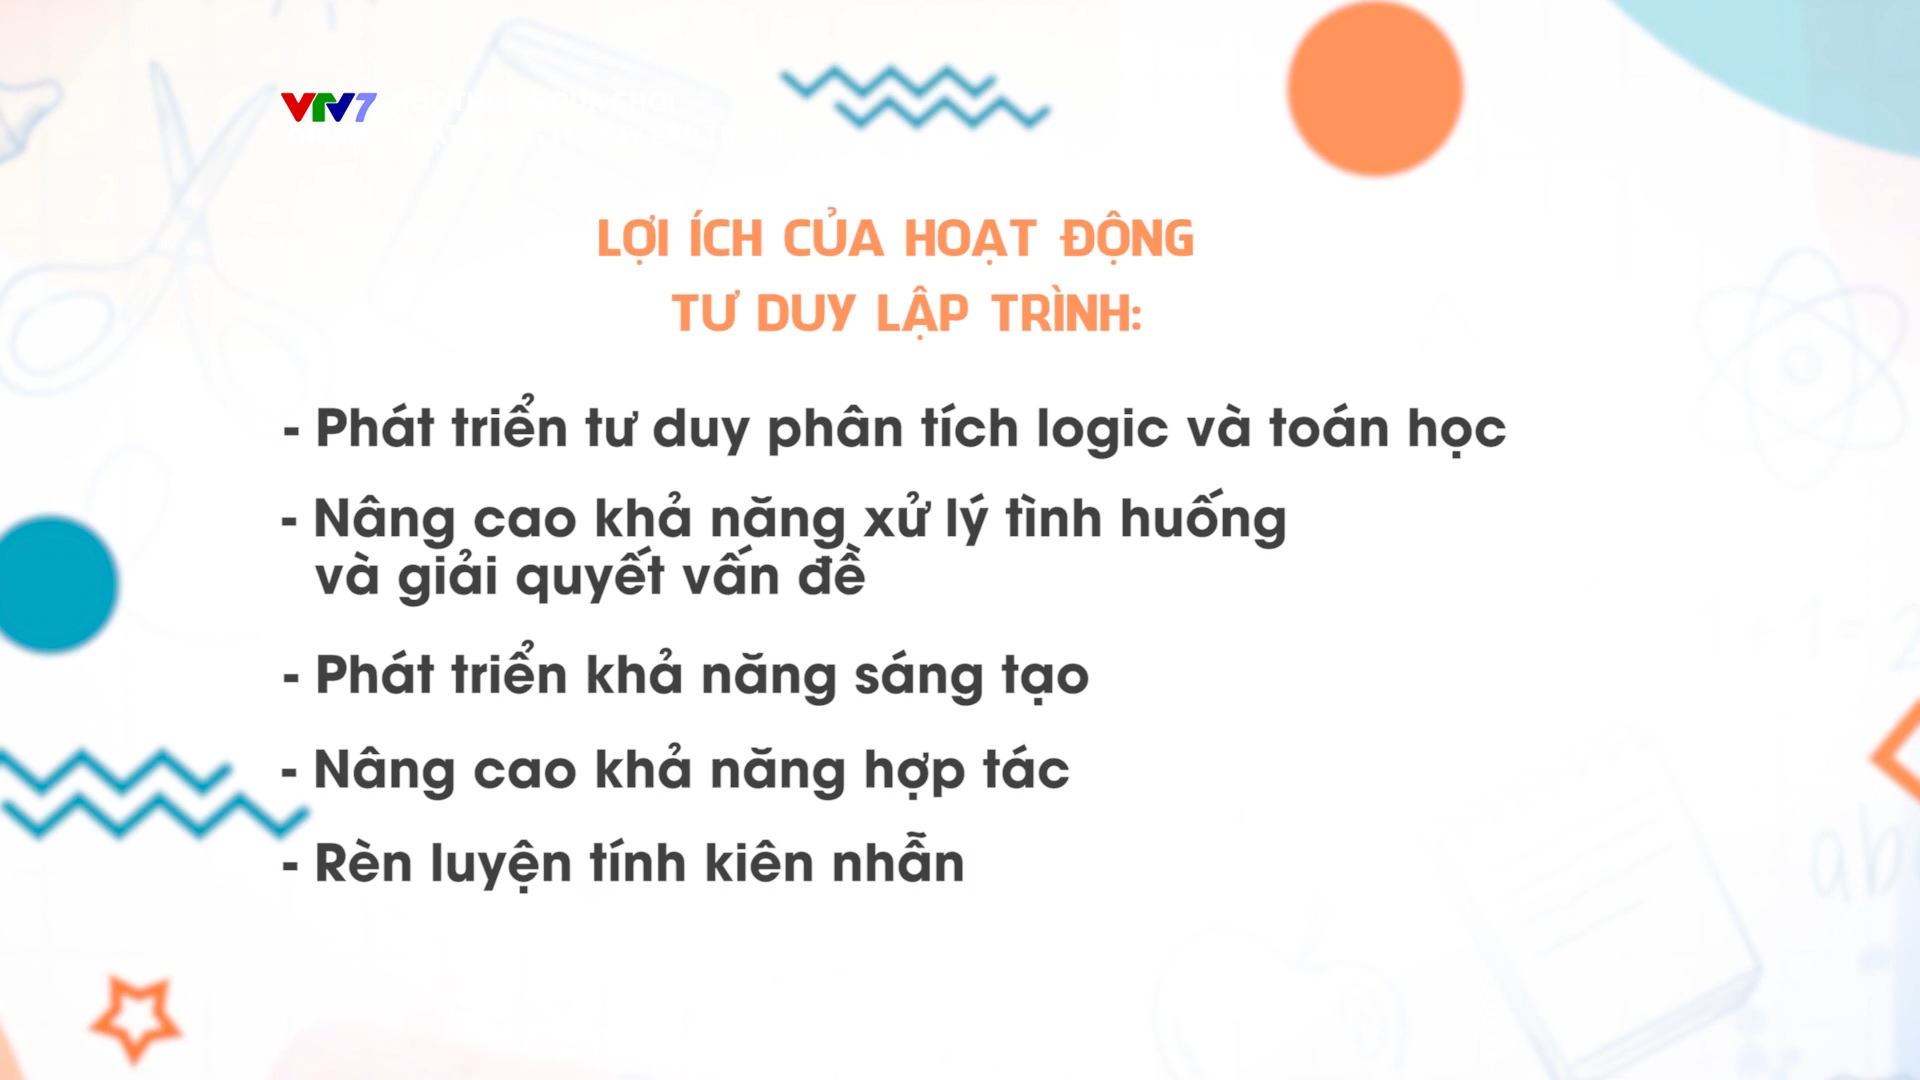 VTV7
LỢI ÍCH CỦA HOẠT ĐỘNG
TƯ DUY LẬP TRÌNH:
- Phát triển tư duy phân tích logic và toán học
- Nâng cao khả năng xử lý tình huống
và giải quyết vấn đề
- Phát triển khả năng sáng tạo
- Nâng cao khả năng hợp tác
- Rèn luyện tính kiên nhẫn